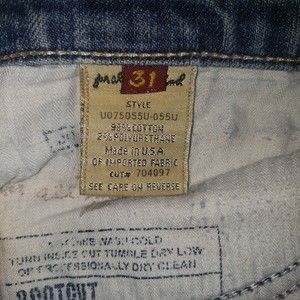 31
STYLE
U075055U-055U
98% COTTON
2% POLYURETHANE
Made in U.S.A.
OF IMPORTED FABRIC
CUT# 704097
SEE CARE ON REVERSE
MACHINE WASH COLD
TURN INSIDE OUT TUMBLE DRY LOW
OR PROFESSIONALLY DRY CLEAN
BOOTCUT